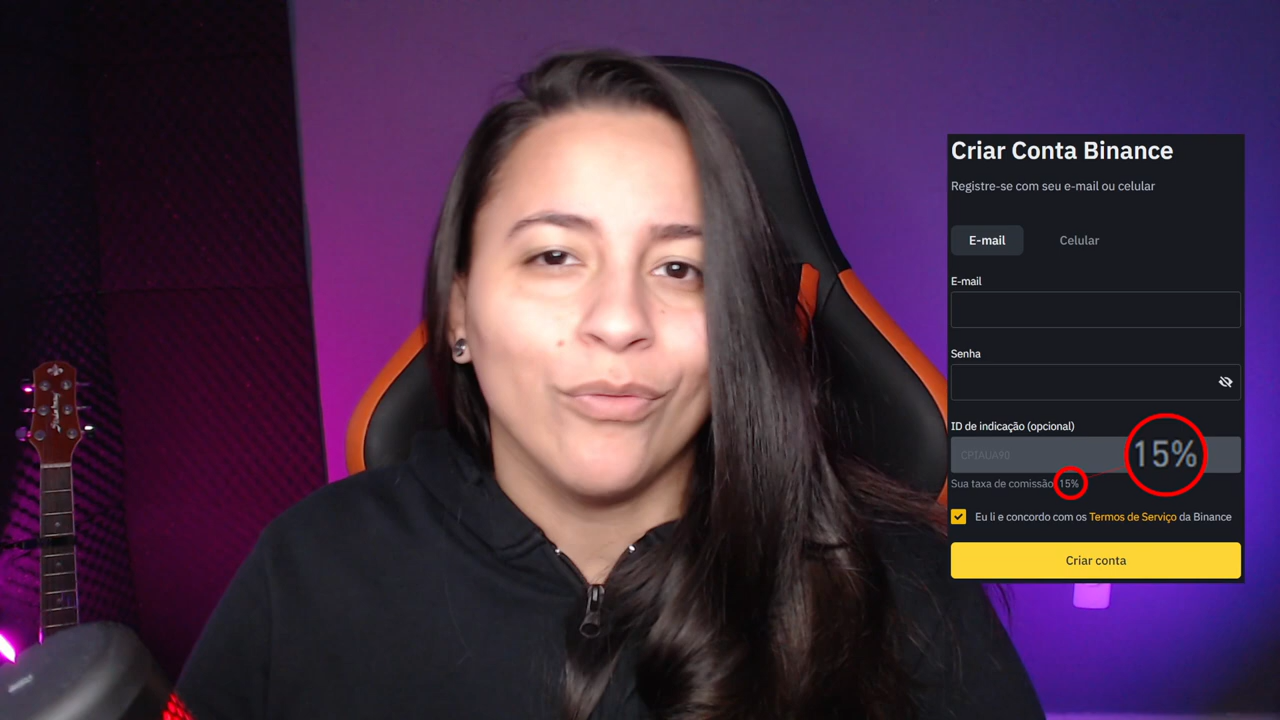 Criar Conta Binance
Registre-se com seu e-mail ou celular
E-mail
Celular
E-mail
Senha
ID de indicação (opcional)
CPIAUA90
15%
Sua taxa de comissão 15%
Eu li e concordo com os Termos de Serviço da Binance
Criar conta